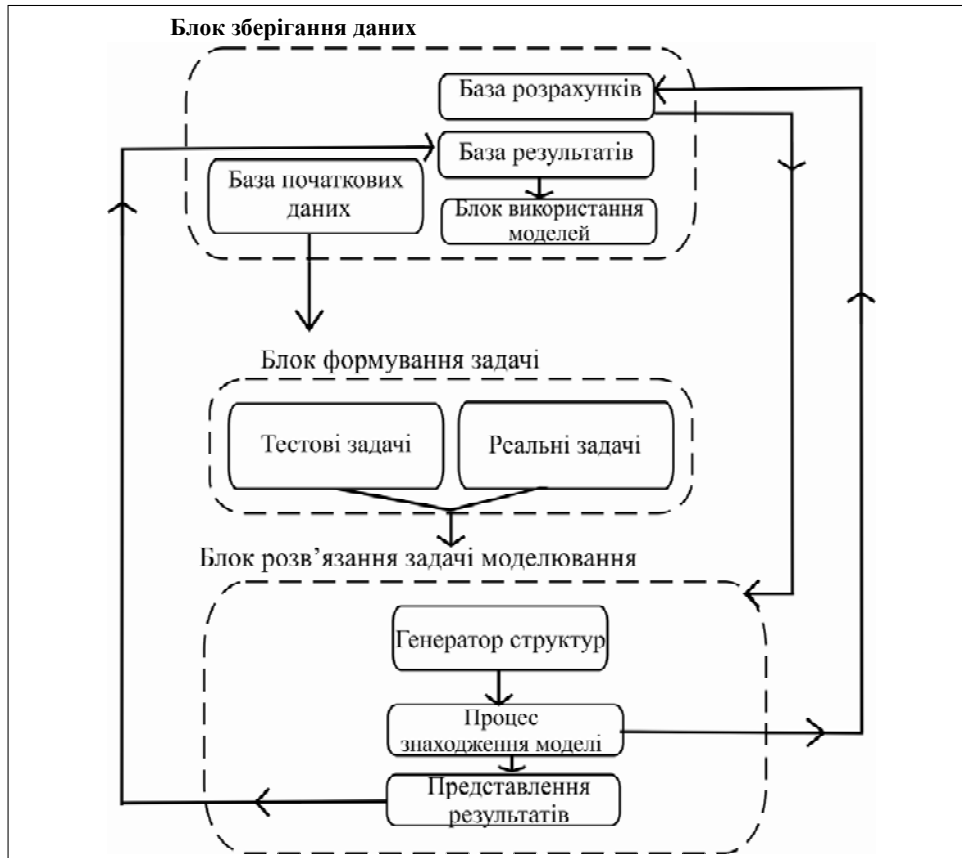 Блок зберігання даних
База розрахунків
База результатів
База початкових
даних
Блок використання
моделей
Блок формування задачі
Тестові задачі
Рсальні задачі
Блок розв’язання задачі моделювання
Генератор структур
Процес
знаходження моделі
Представлення
результатів